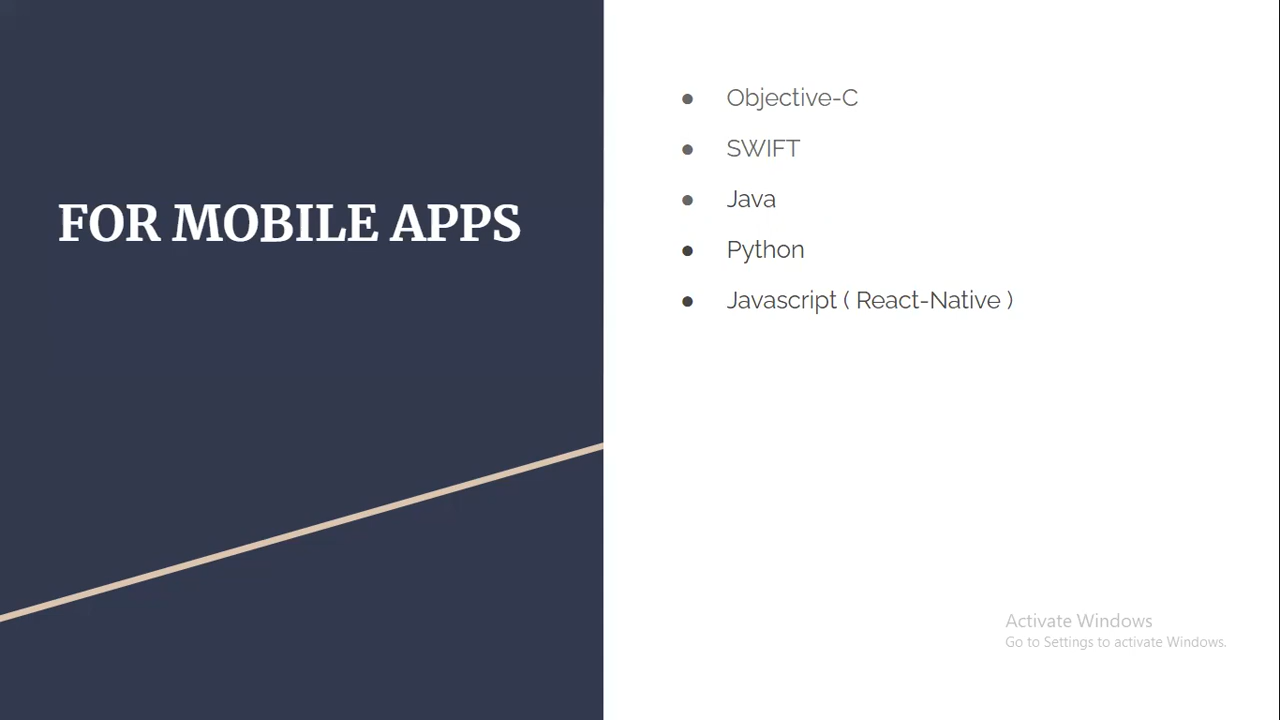 FOR MOBILE APPS
Objective-C
SWIFT
Java
Python
Javascript ( React-Native )
Activate Windows
Go to Settings to activate Windows.